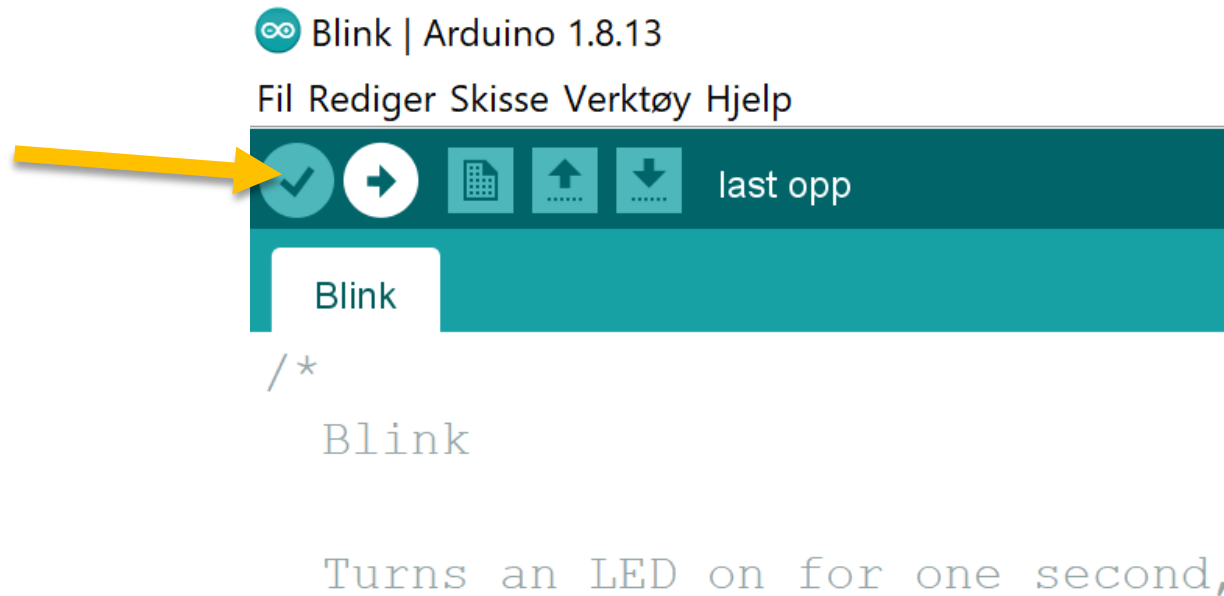 Blink | Arduino 1.8.13
Fil Rediger Skisse Verktøy Hjelp
last opp
Blink
/*
Blink
Turns an LED on for one second,